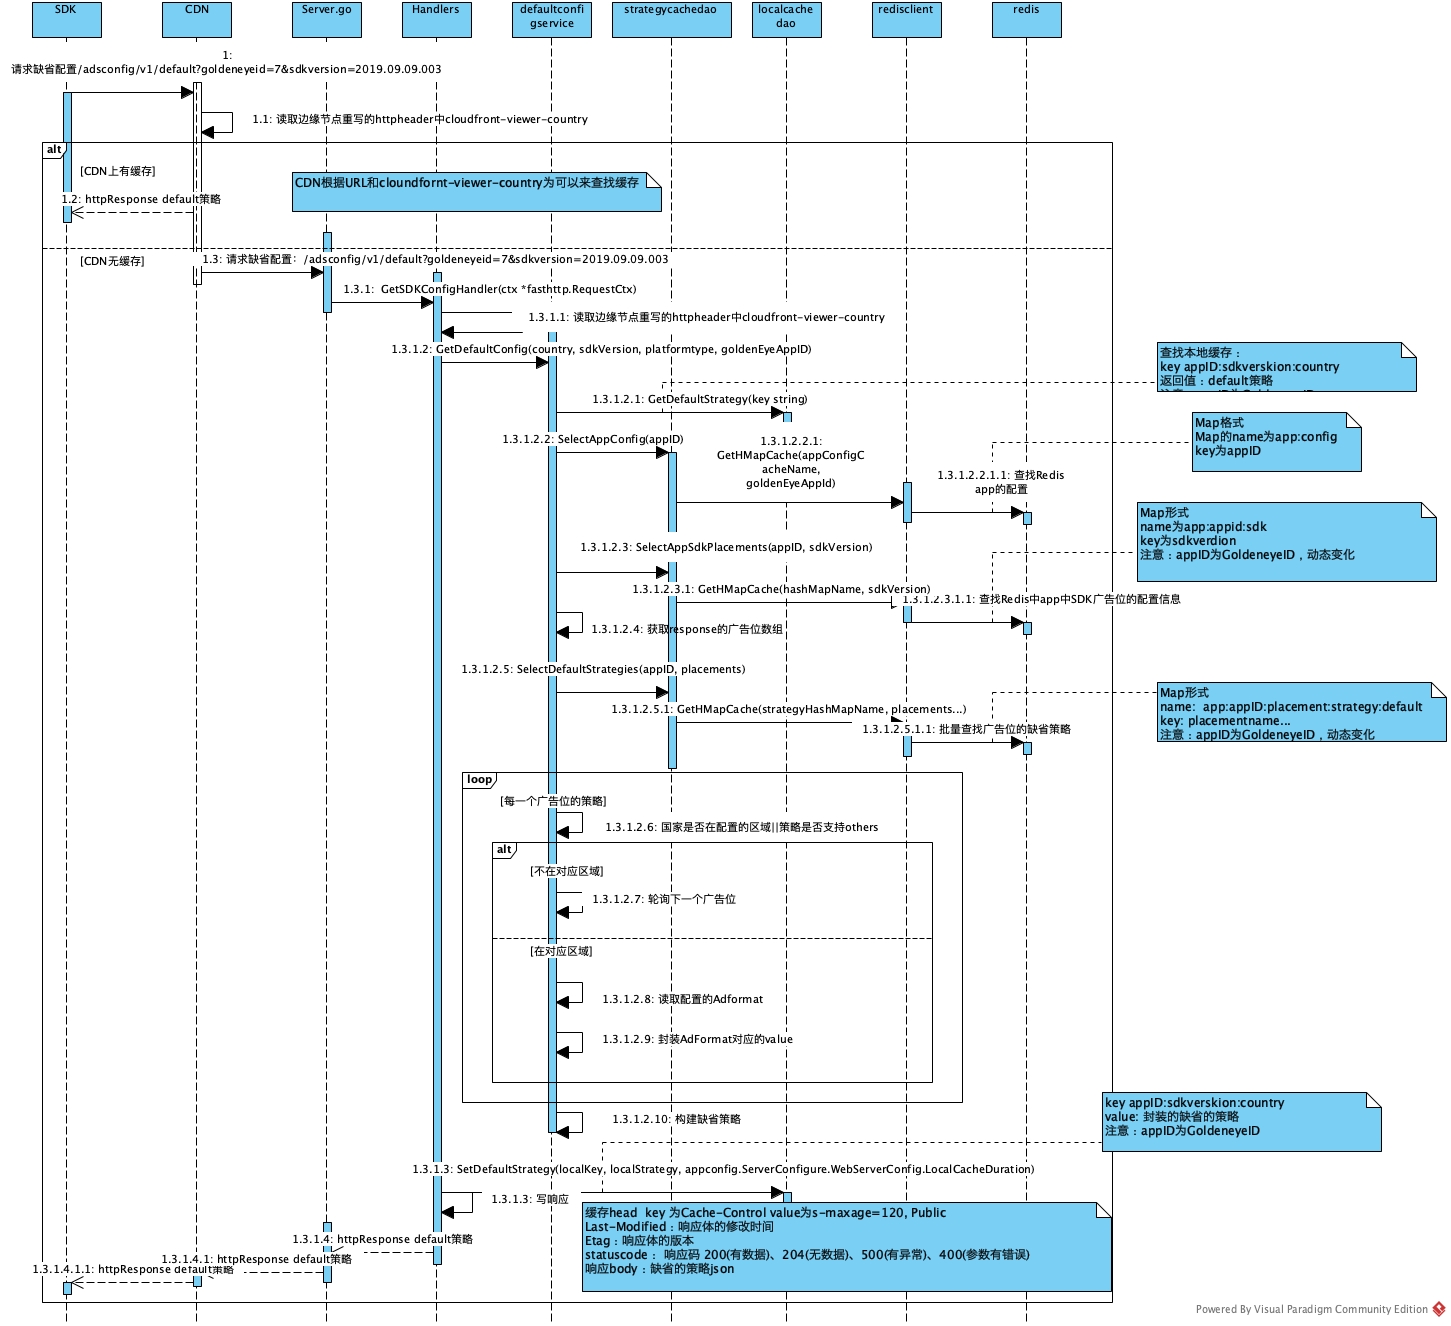 SDK
CDN
Server.go
Handlers
defaultconfi
gservice
strategycachedao
localcache
dao
redisclient
redis
1:
请求缺省配置/adsconfig/v1/default?goldeneyeid=7&sdkversion=2019.09.09.003
1.1: 读取边缘节点重写的httpheader中cloudfront-viewer-country
alt
[CDN上有缓存]
CDN根据URL和cloundfornt-viewer-country为可以来查找缓存
1.2: httpResponse default策略
[CDN无缓存]
1.3: 请求缺省配置：/adsconfig/v1/default?goldeneyeid=7&sdkversion=2019.09.09.003
1.3.1: GetSDKConfigHandler(ctx *fasthttp.RequestCtx)
1.3.1.1: 读取边缘节点重写的httpheader中cloudfront-viewer-country
1.3.1.2: GetDefaultConfig(country, sdkVersion, platformtype, goldenEyeAppID)
查找本地缓存：
key appID:sdkverskion:country
返回值：default策略
1.3.1.2.1: GetDefaultStrategy(key string)
Map格式
Map的name为app:config
key为appID
1.3.1.2.2: SelectAppConfig(appID)
1.3.1.2.2.1:
GetHMapCache(appConfigC
acheName,
goldenEyeAppId)
1.3.1.2.2.1.1: 查找Redis
app的配置
Map形式
name为app:appid:sdk
key为sdkverdion
注意：appID为GoldeneyeID，动态变化
1.3.1.2.3: SelectAppSdkPlacements(appID, sdkVersion)
1.3.1.2.3.1: GetHMapCache(hashMapName, sdkVersion)
1.3.1.2.3.1.1: 查找Redis中app中SDK广告位的配置信息
1.3.1.2.4: 获取response的广告位数组
1.3.1.2.5: SelectDefaultStrategies(appID, placements)
Map形式
name: app:appID:placement:strategy:default
key: placementname...
注意：appID为GoldeneyeID，动态变化
1.3.1.2.5.1: GetHMapCache(strategyHashMapName, placements...)
1.3.1.2.5.1.1: 批量查找广告位的缺省策略
loop
[每一个广告位的策略]
1.3.1.2.6: 国家是否在配置的区域||策略是否支持others
alt
[不在对应区域]
1.3.1.2.7: 轮询下一个广告位
[在对应区域]
1.3.1.2.8: 读取配置的Adformat
1.3.1.2.9: 封装AdFormat对应的value
key appID:sdkverskion:country
value: 封装的缺省的策略
注意：appID为GoldeneyeID
1.3.1.2.10: 构建缺省策略
1.3.1.3: SetDefaultStrategy(localKey, localStrategy, appconfig.ServerConfigure.WebServerConfig.LocalCacheDuration)
1.3.1.3: 写响应
缓存head key 为Cache-Control value为s-maxage=120, Public
Last-Modified：响应体的修改时间
Etag：响应体的版本
statuscode： 响应码 200(有数据)、204(无数据)、500(有异常)、400(参数有错误)
响应body：缺省的策略json
1.3.1.4: httpResponse default策略
1.3.1.4.1: httpResponse default策略
1.3.1.4.1.1: httpResponse default策略
Powered By Visual Paradigm Community Edition